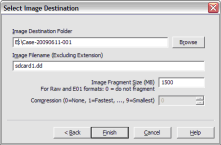 Select Image Destination
Image Destination Folder
E:\Case-20090611-001
Browse
Image Filename (Excluding Extension)
sdcard1.dd
Image Fragment Size (MB) 1500
For Raw and E01 formats: 0 = do not fragment
Compression (0=None, 1=Fastest, ..., 9=Smallest) 0
< Back Finish Cancel Help